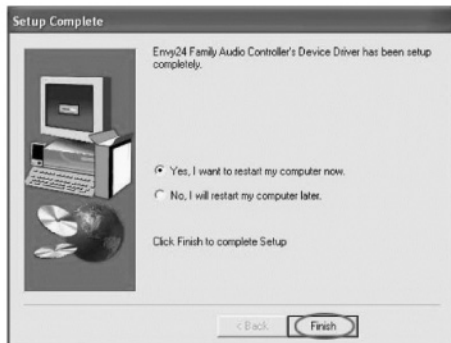 Setup Complete
Envy24 Family Audio Controller's Device Driver has been setup
completely.
Yes, I want to restart my computer now.
No, I will restart my computer later.
Click Finish to complete Setup
< Back
Finish